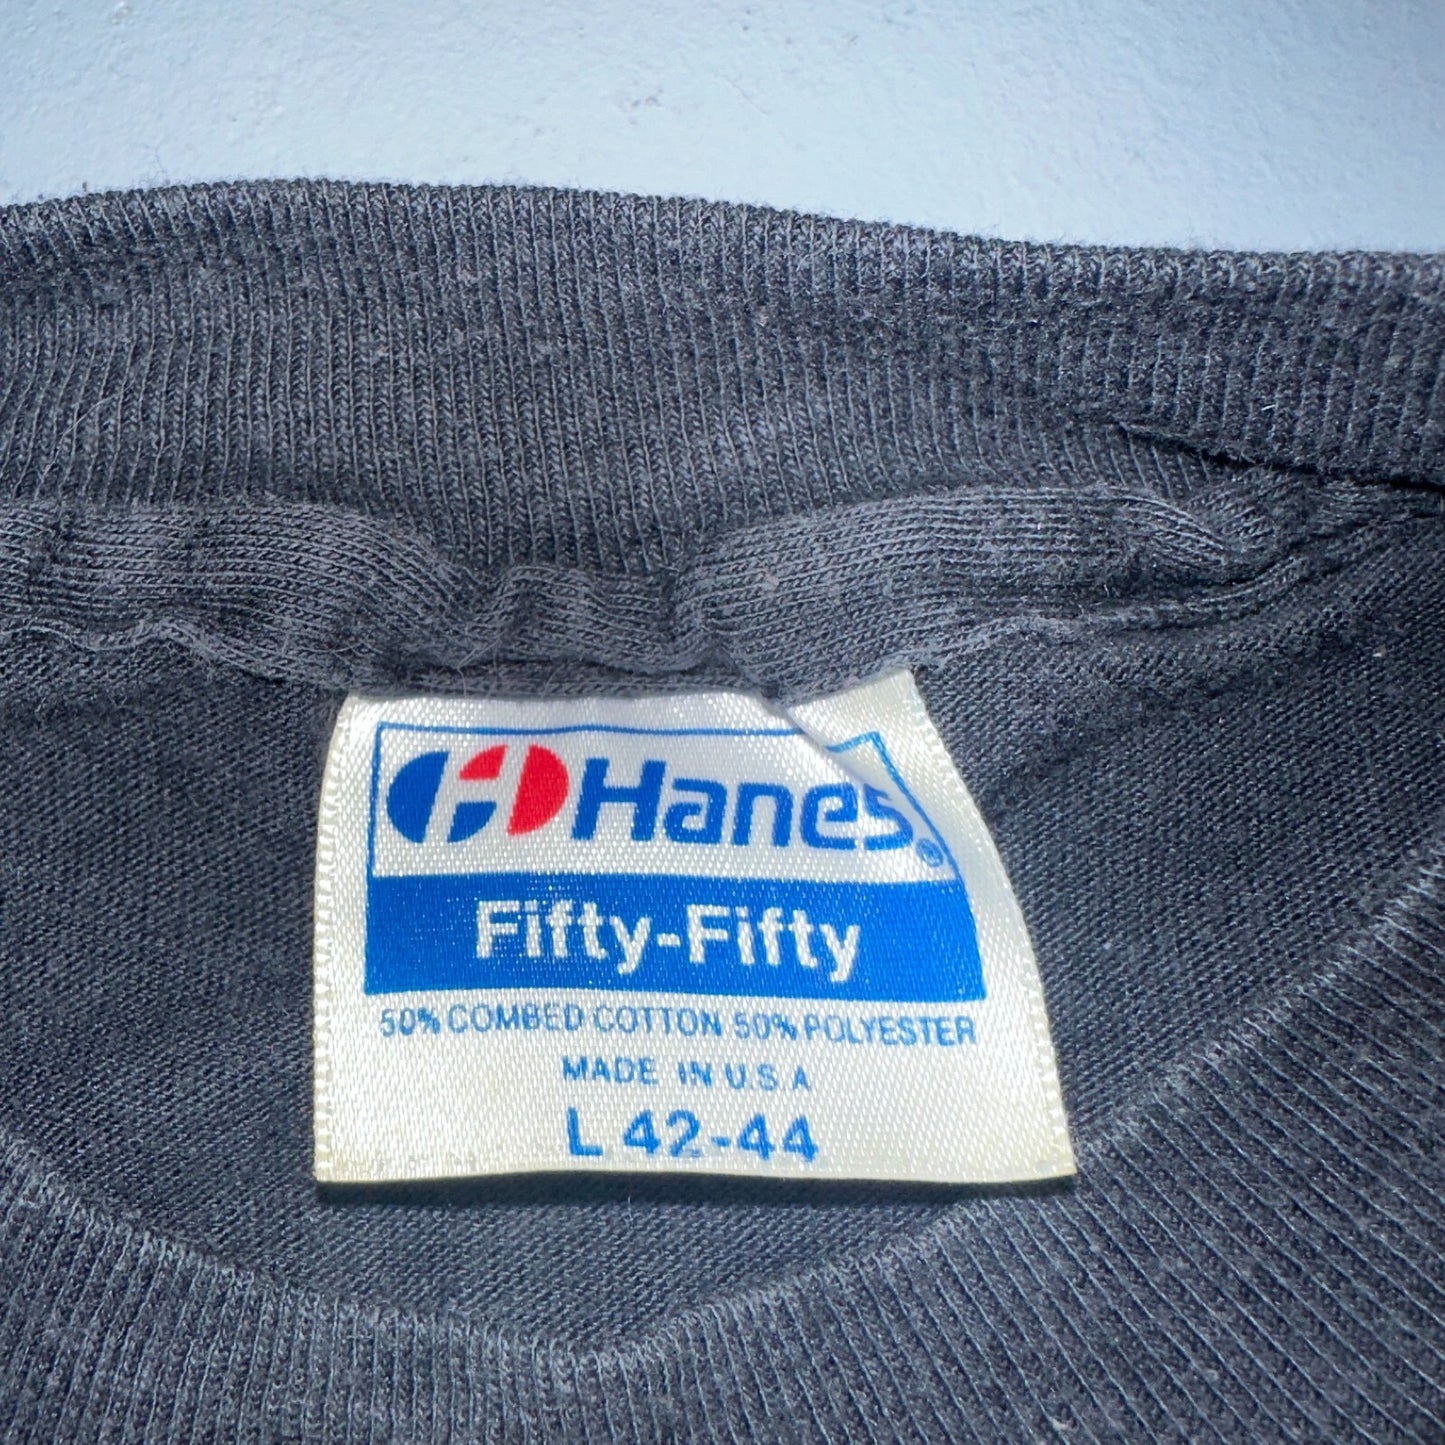 Hanes®
Fifty-Fifty
50% COMBED COTTON 50% POLYESTER
MADE IN U.S.A
L 42-44